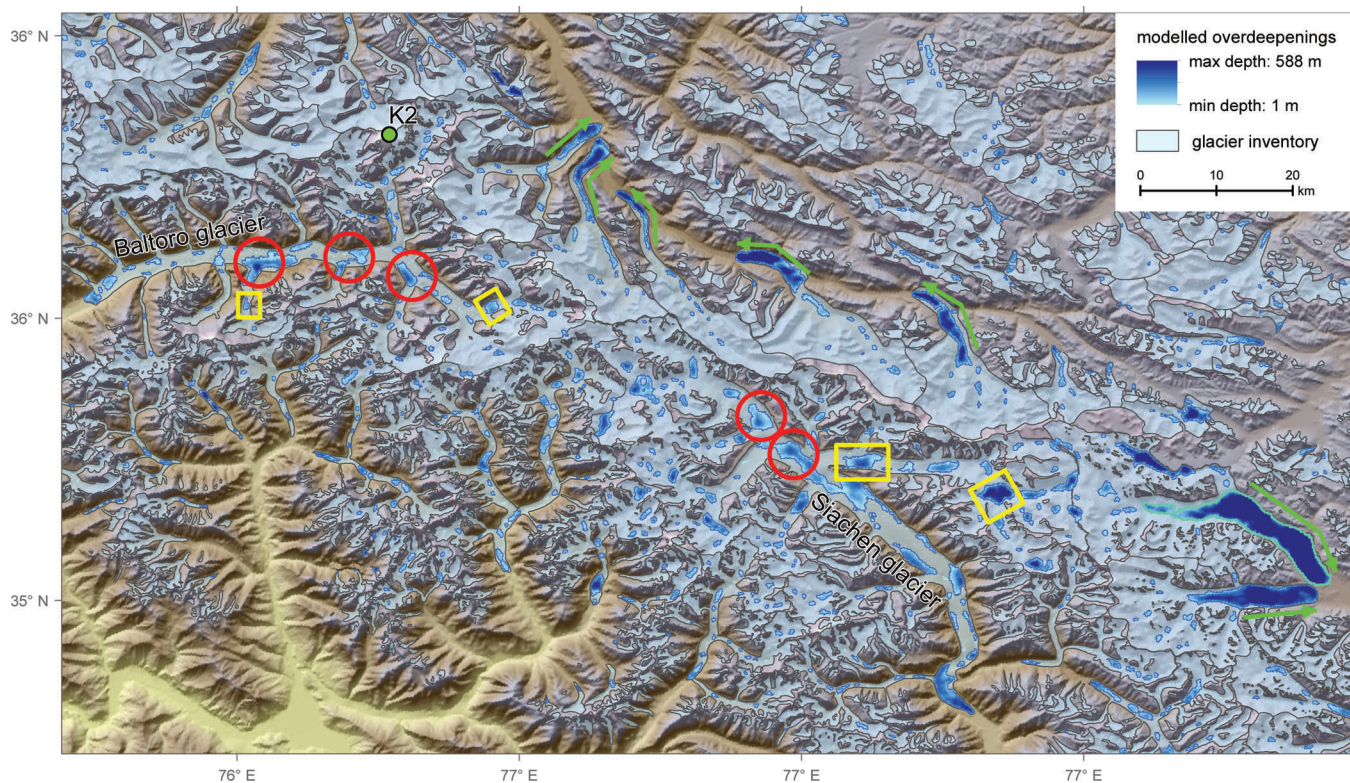 36° N
modelled overdeepenings
max depth: 588 m
min depth: 1 m
glacier inventory
0 10 20
km
K2
Baltoro glacier
36° N
Siachen glacier
35° N
76° E 77° E 77° E 77° E